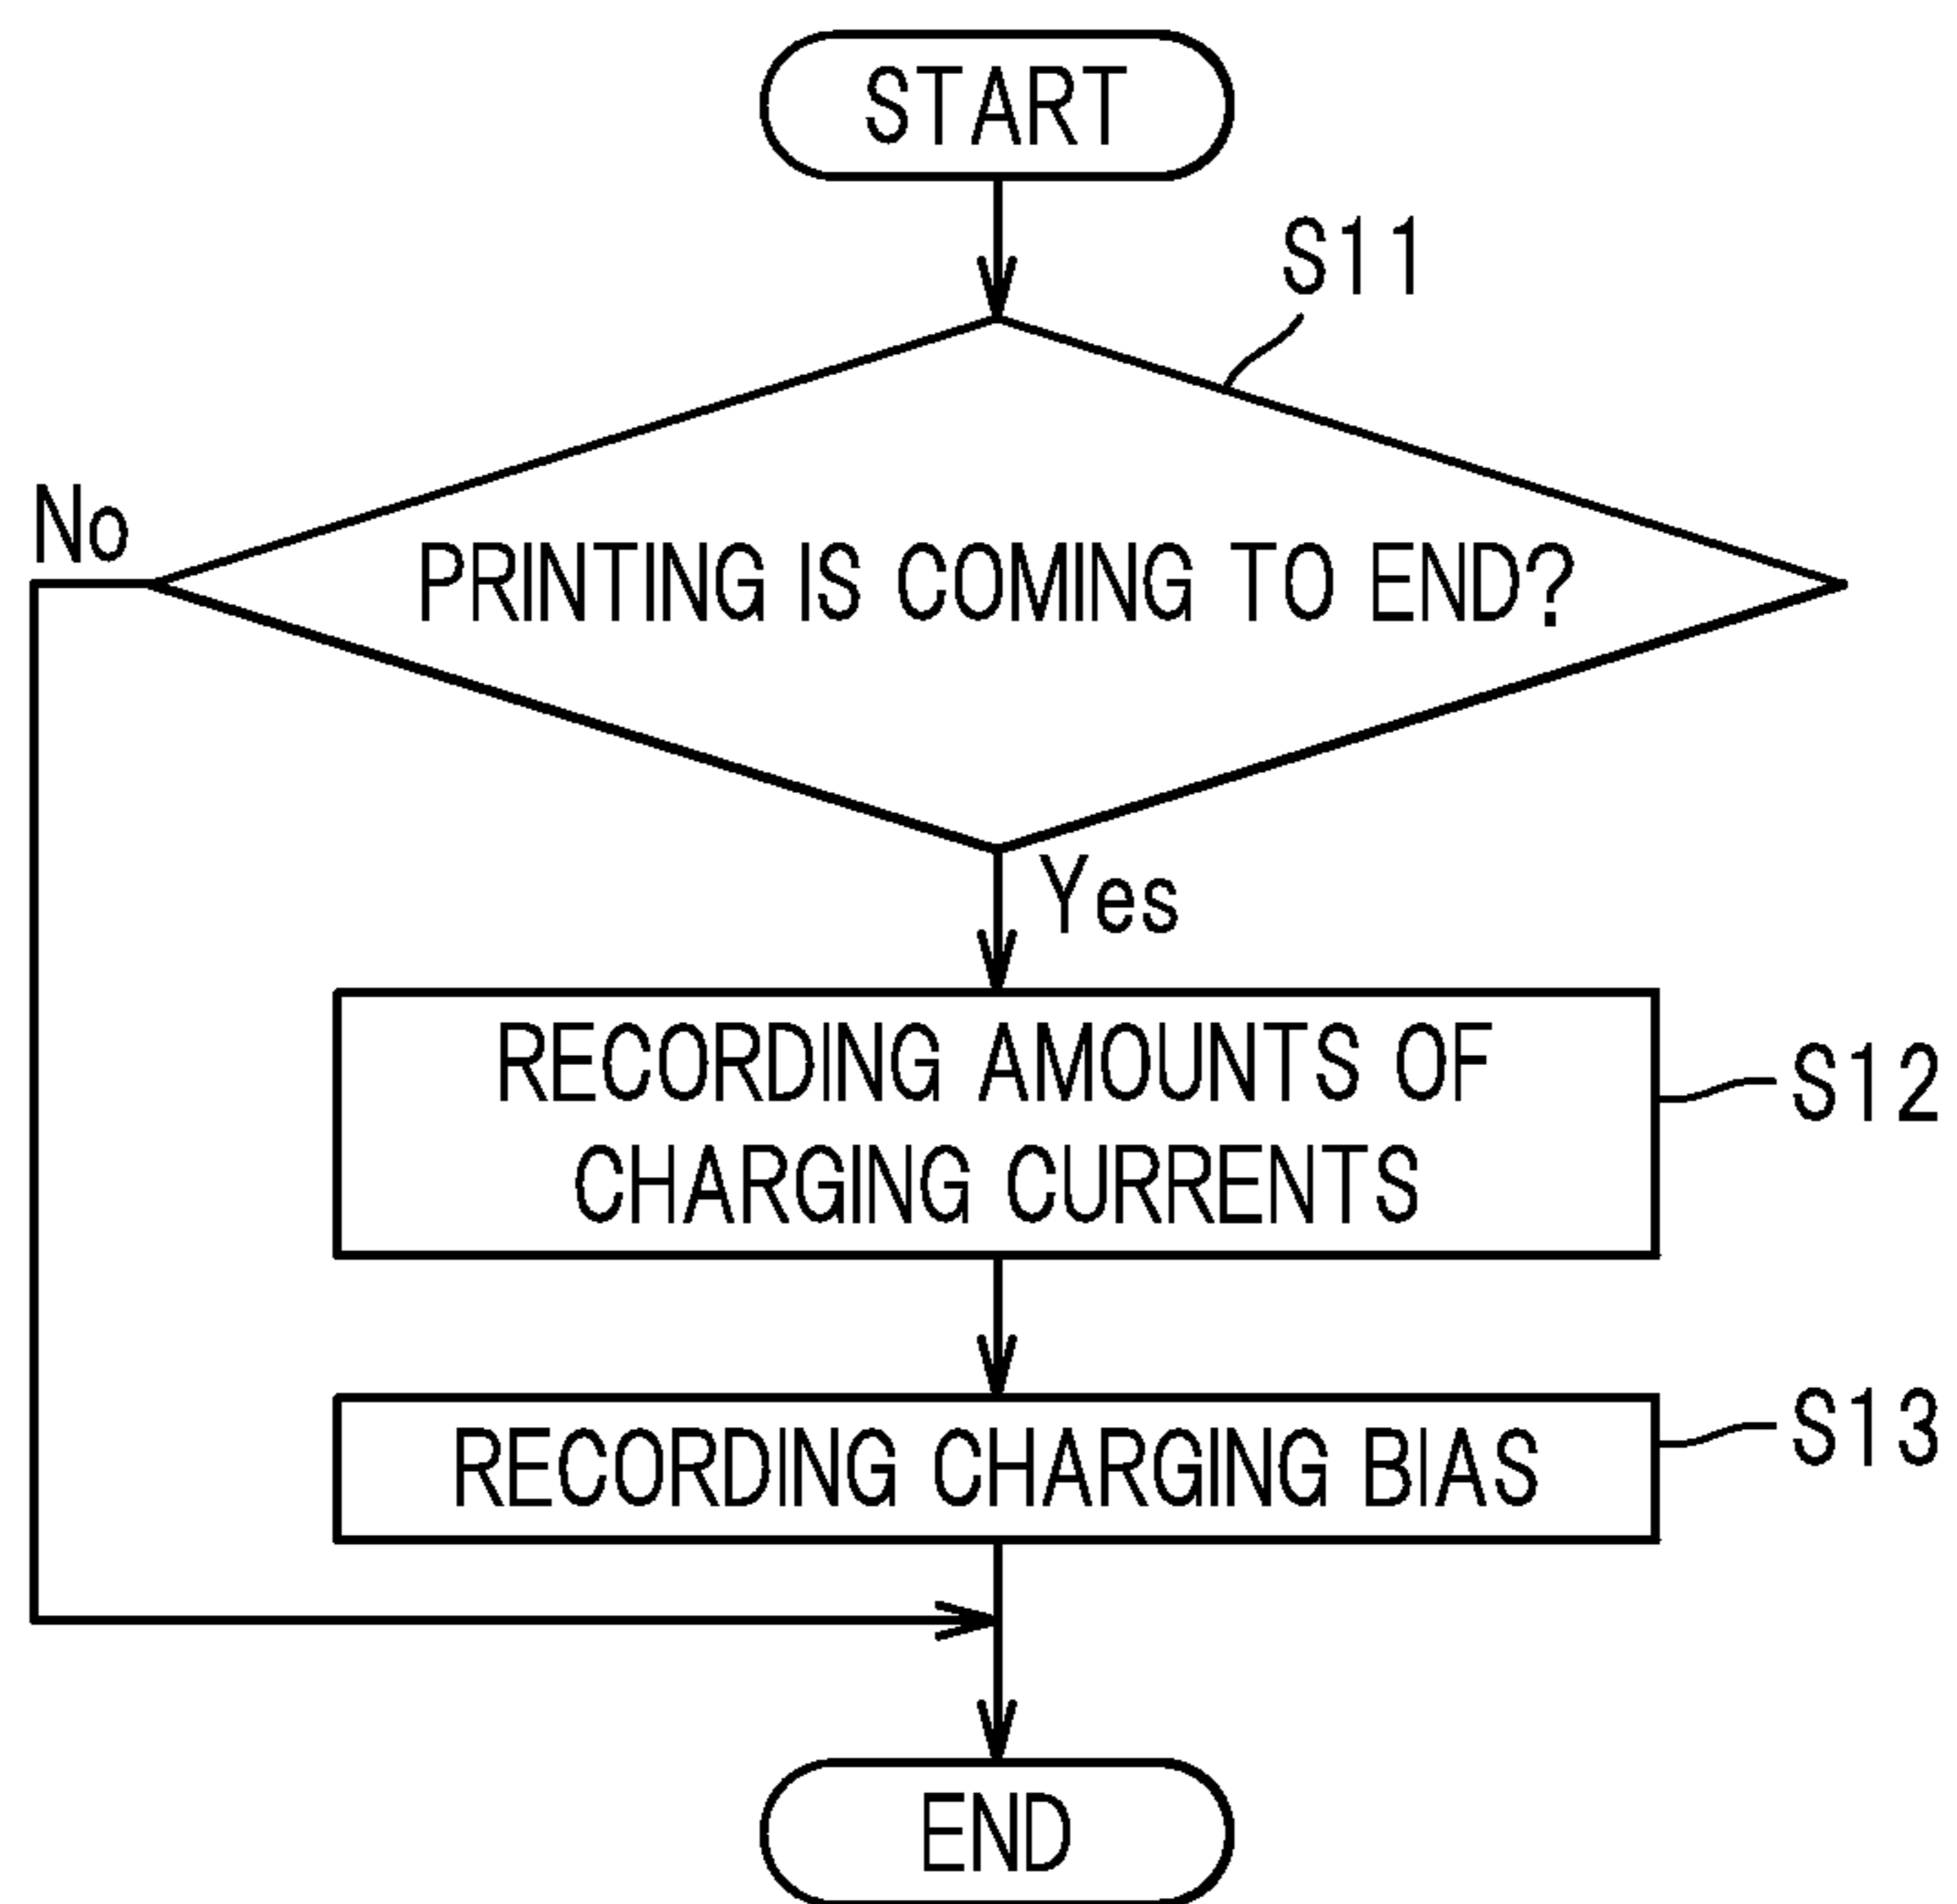 START
S11
No
PRINTING IS COMING TO END?
Yes
RECORDING AMOUNTS OF
CHARGING CURRENTS
S12
RECORDING CHARGING BIAS
S13
END